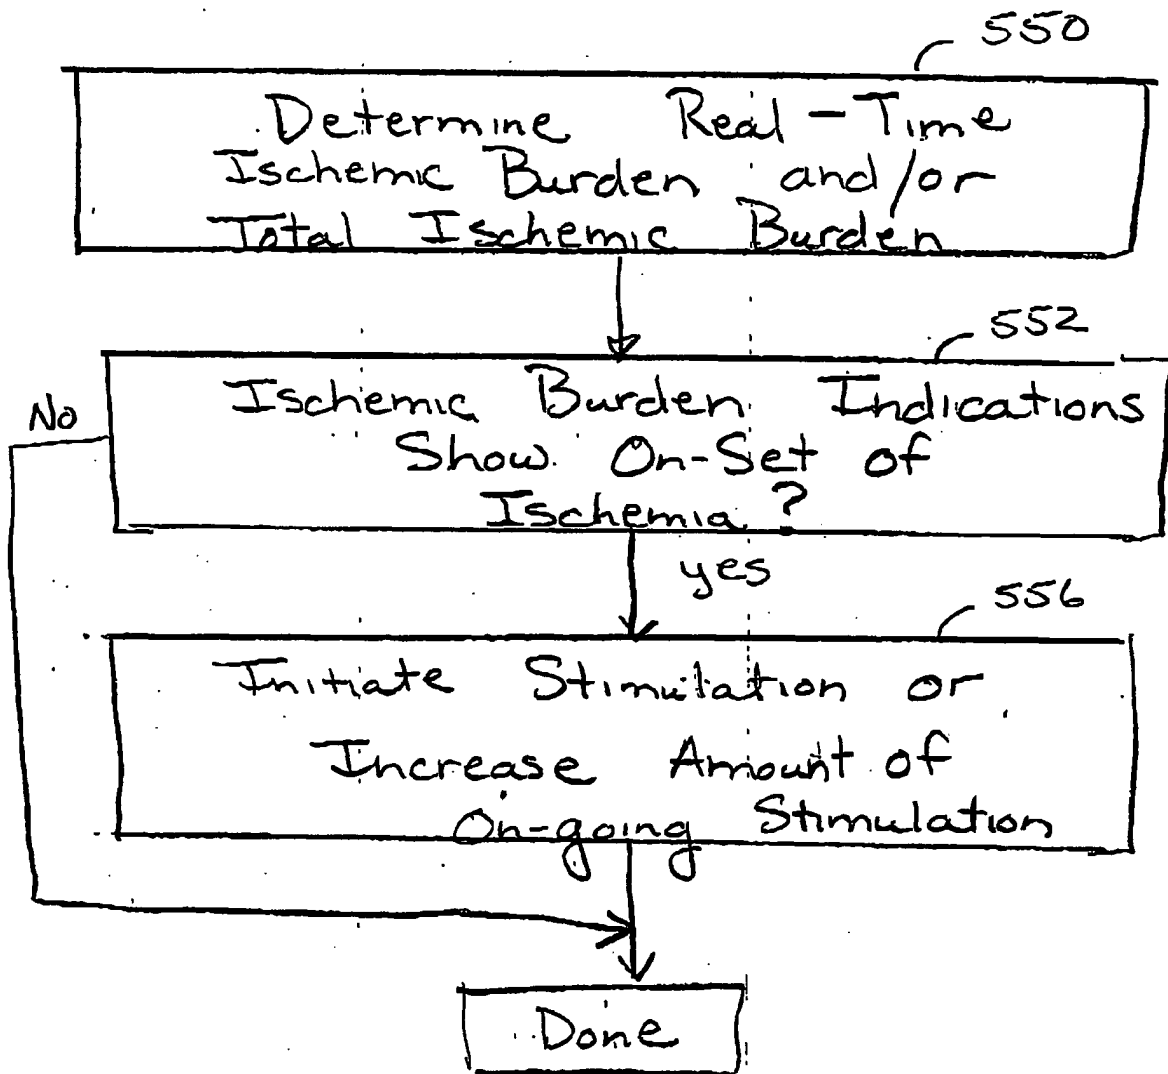 550
Determine Real-Time
Ischemic Burden and/or
Total Ischemic Burden
552
No
Ischemic Burden Indications
Show On-Set of
Ischemia?
yes
556
Initiate Stimulation or
Increase Amount of
On-going Stimulation
Done